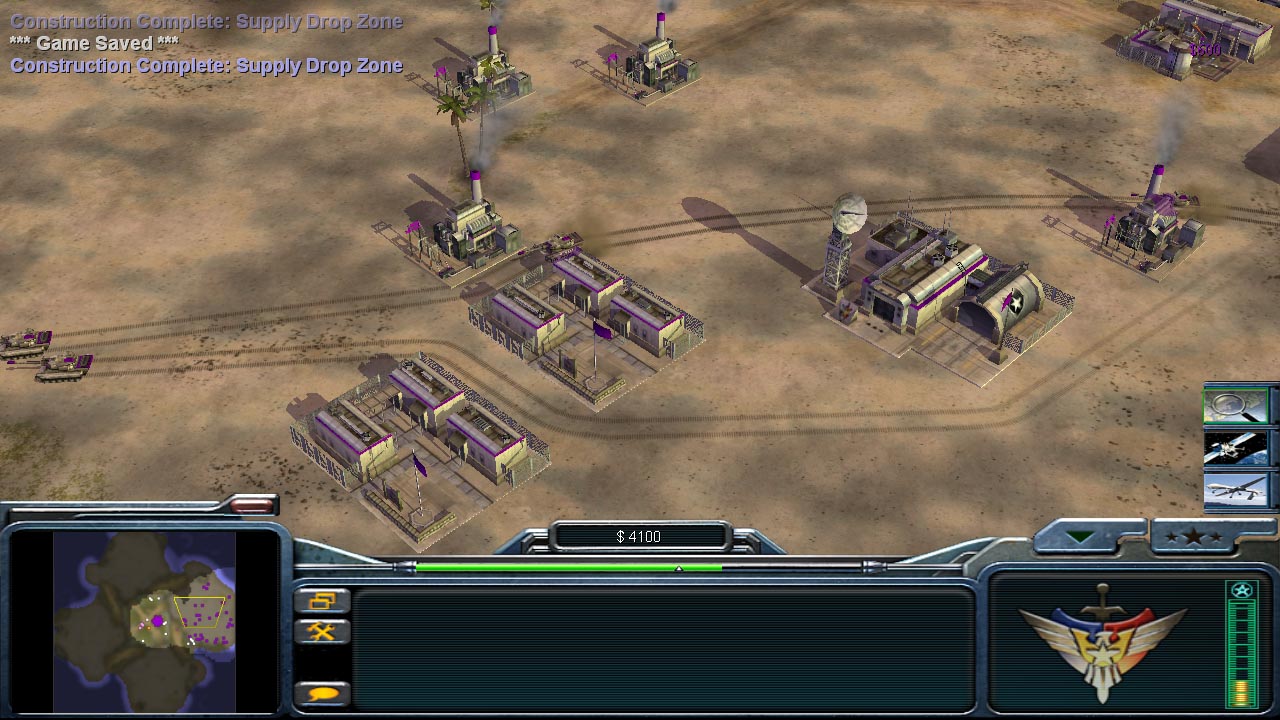 Construction Complete: Supply Drop Zone
*** Game Saved ***
Construction Complete: Supply Drop Zone
$ 4100